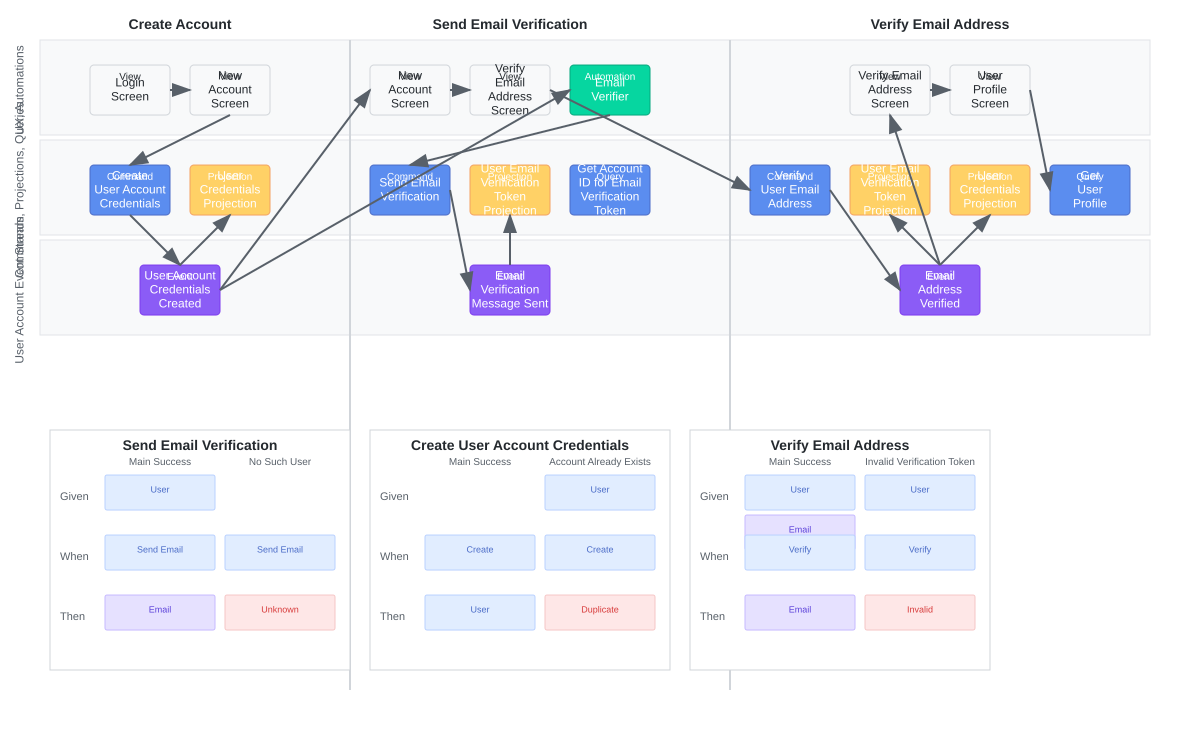 Create Account
Send Email Verification
Verify Email Address
UI, Automations
Commands, Projections, Queries
User Account Event Stream
View
Login
Screen
View
New
Account
Screen
View
New
Account
Screen
View
Verify
Email
Address
Screen
Automation
Email
Verifier
View
Verify Email
Address
Screen
View
User
Profile
Screen
Command
Create
User Account
Credentials
Projection
User
Credentials
Projection
Command
Send Email
Verification
Projection
User Email
Verification
Token
Projection
Query
Get Account
ID for Email
Verification
Token
Command
Verify
User Email
Address
Projection
User Email
Verification
Token
Projection
Projection
User
Credentials
Projection
Query
Get
User
Profile
Event
User Account
Credentials
Created
Event
Email
Verification
Message Sent
Event
Email
Address
Verified
Send Email Verification
Main Success
No Such User
Given
User
When
Send Email
Send Email
Then
Email
Unknown
Create User Account Credentials
Main Success
Account Already Exists
Given
User
When
Create
Create
Then
User
Duplicate
Verify Email Address
Main Success
Invalid Verification Token
Given
User
User
Email
When
Verify
Verify
Then
Email
Invalid